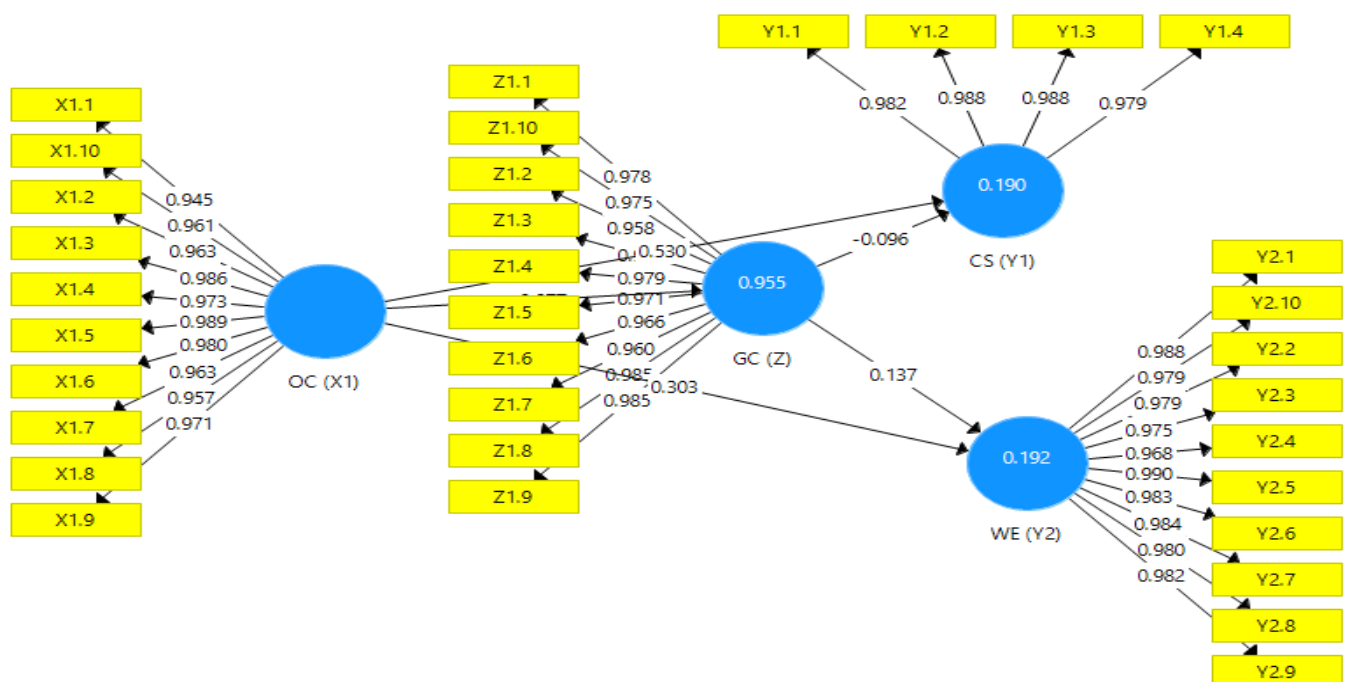 Y1.1
Y1.2
Y1.3
Y1.4
0.982
0.988
0.988
0.979
0.190
CS (Y1)
X1.1
X1.10
X1.2
X1.3
X1.4
X1.5
X1.6
X1.7
X1.8
X1.9
0.945
0.961
0.963
0.986
0.973
0.989
0.980
0.963
0.957
0.971
OC (X1)
Z1.1
Z1.10
Z1.2
Z1.3
Z1.4
Z1.5
Z1.6
Z1.7
Z1.8
Z1.9
0.978
0.975
0.958
0.530
0.979
0.971
0.966
0.960
0.985
0.303
0.985
0.955
GC (Z)
-0.096
0.137
0.192
WE (Y2)
0.988
0.979
0.979
0.975
0.968
0.990
0.983
0.984
0.980
0.982
Y2.1
Y2.10
Y2.2
Y2.3
Y2.4
Y2.5
Y2.6
Y2.7
Y2.8
Y2.9